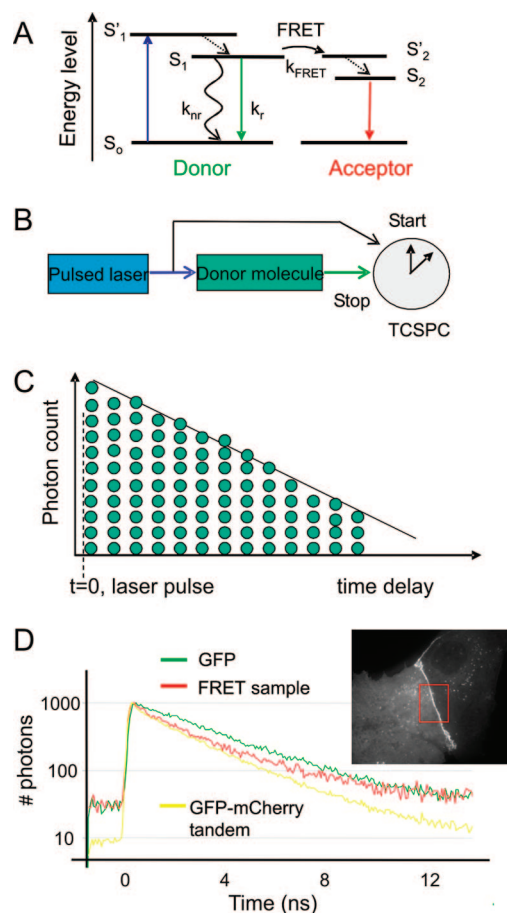 A
Energy level
S'1
S1
So
knr
kr
FRET
kFRET
S'2
S2
Donor
Acceptor
B
Pulsed laser
Donor molecule
Start
Stop
TCSPC
C
Photon count
t=0, laser pulse
time delay
D
# photons
1000
100
10
GFP
FRET sample
GFP-mCherry
tandem
0
4
8
12
Time (ns)